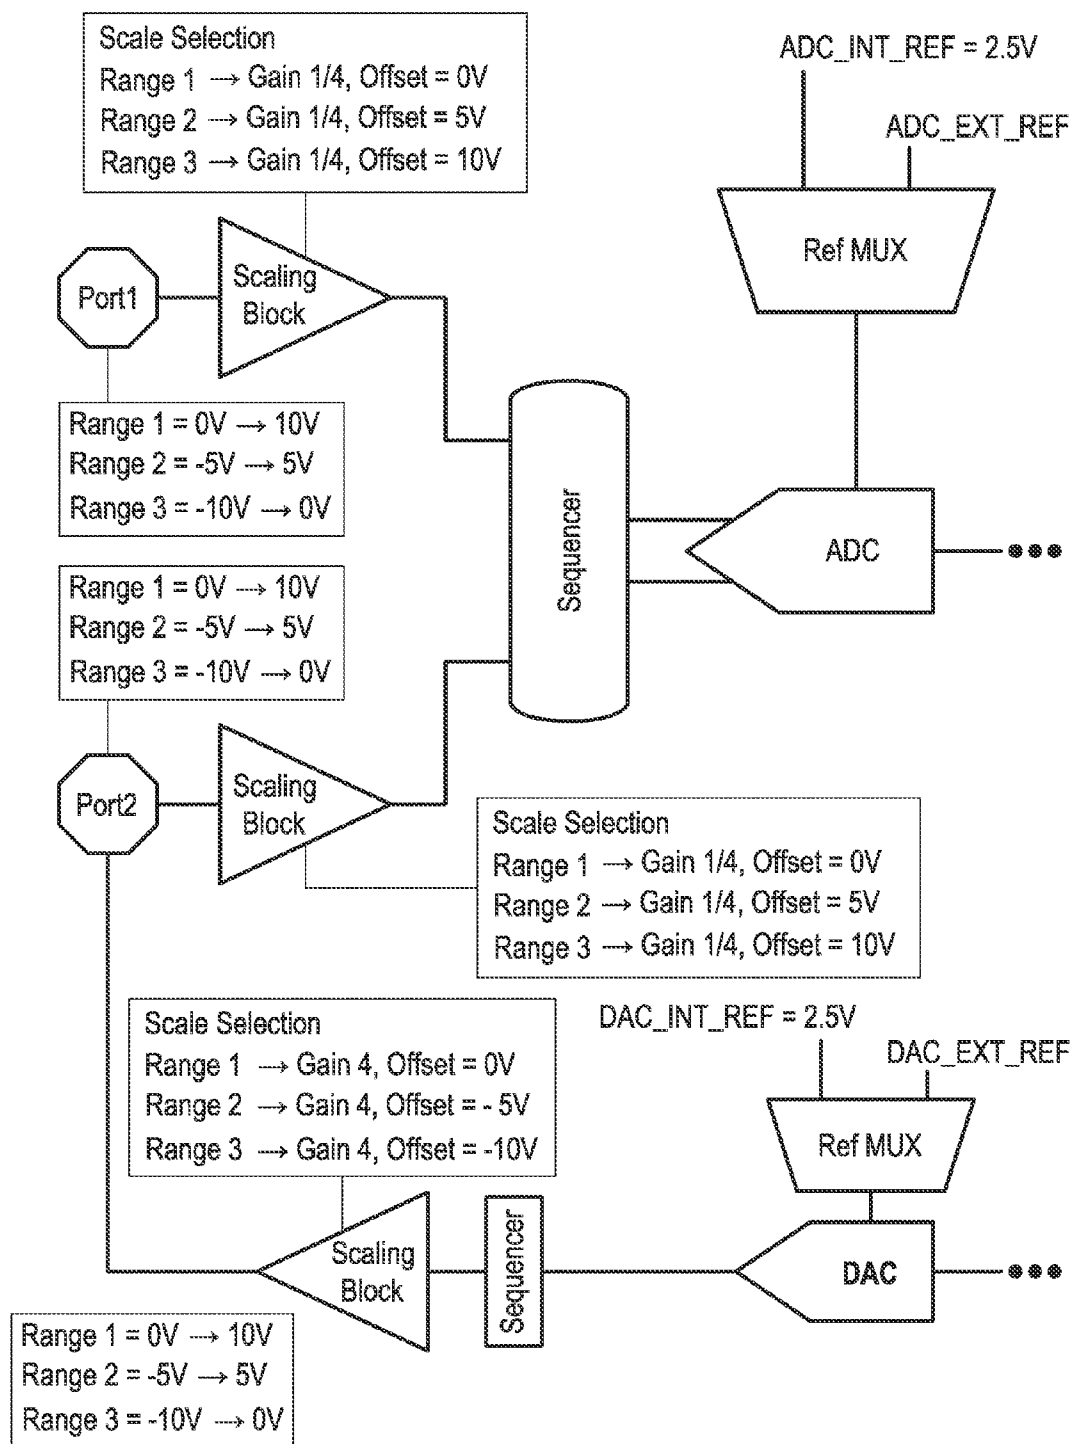 Scale Selection
Range 1 → Gain 1/4, Offset = 0V
Range 2 → Gain 1/4, Offset = 5V
Range 3 → Gain 1/4, Offset = 10V
ADC_INT_REF = 2.5V
ADC_EXT_REF
Ref MUX
Port1
Scaling
Block
Range 1 = 0V → 10V
Range 2 = -5V → 5V
Range 3 = -10V → 0V
Sequencer
ADC
Range 1 = 0V → 10V
Range 2 = -5V → 5V
Range 3 = -10V → 0V
Port2
Scaling
Block
Scale Selection
Range 1 → Gain 1/4, Offset = 0V
Range 2 → Gain 1/4, Offset = 5V
Range 3 → Gain 1/4, Offset = 10V
Scale Selection
Range 1 → Gain 4, Offset = 0V
Range 2 → Gain 4, Offset = - 5V
Range 3 → Gain 4, Offset = -10V
DAC_INT_REF = 2.5V
DAC_EXT_REF
Ref MUX
Scaling
Block
Sequencer
DAC
Range 1 = 0V → 10V
Range 2 = -5V → 5V
Range 3 = -10V → 0V